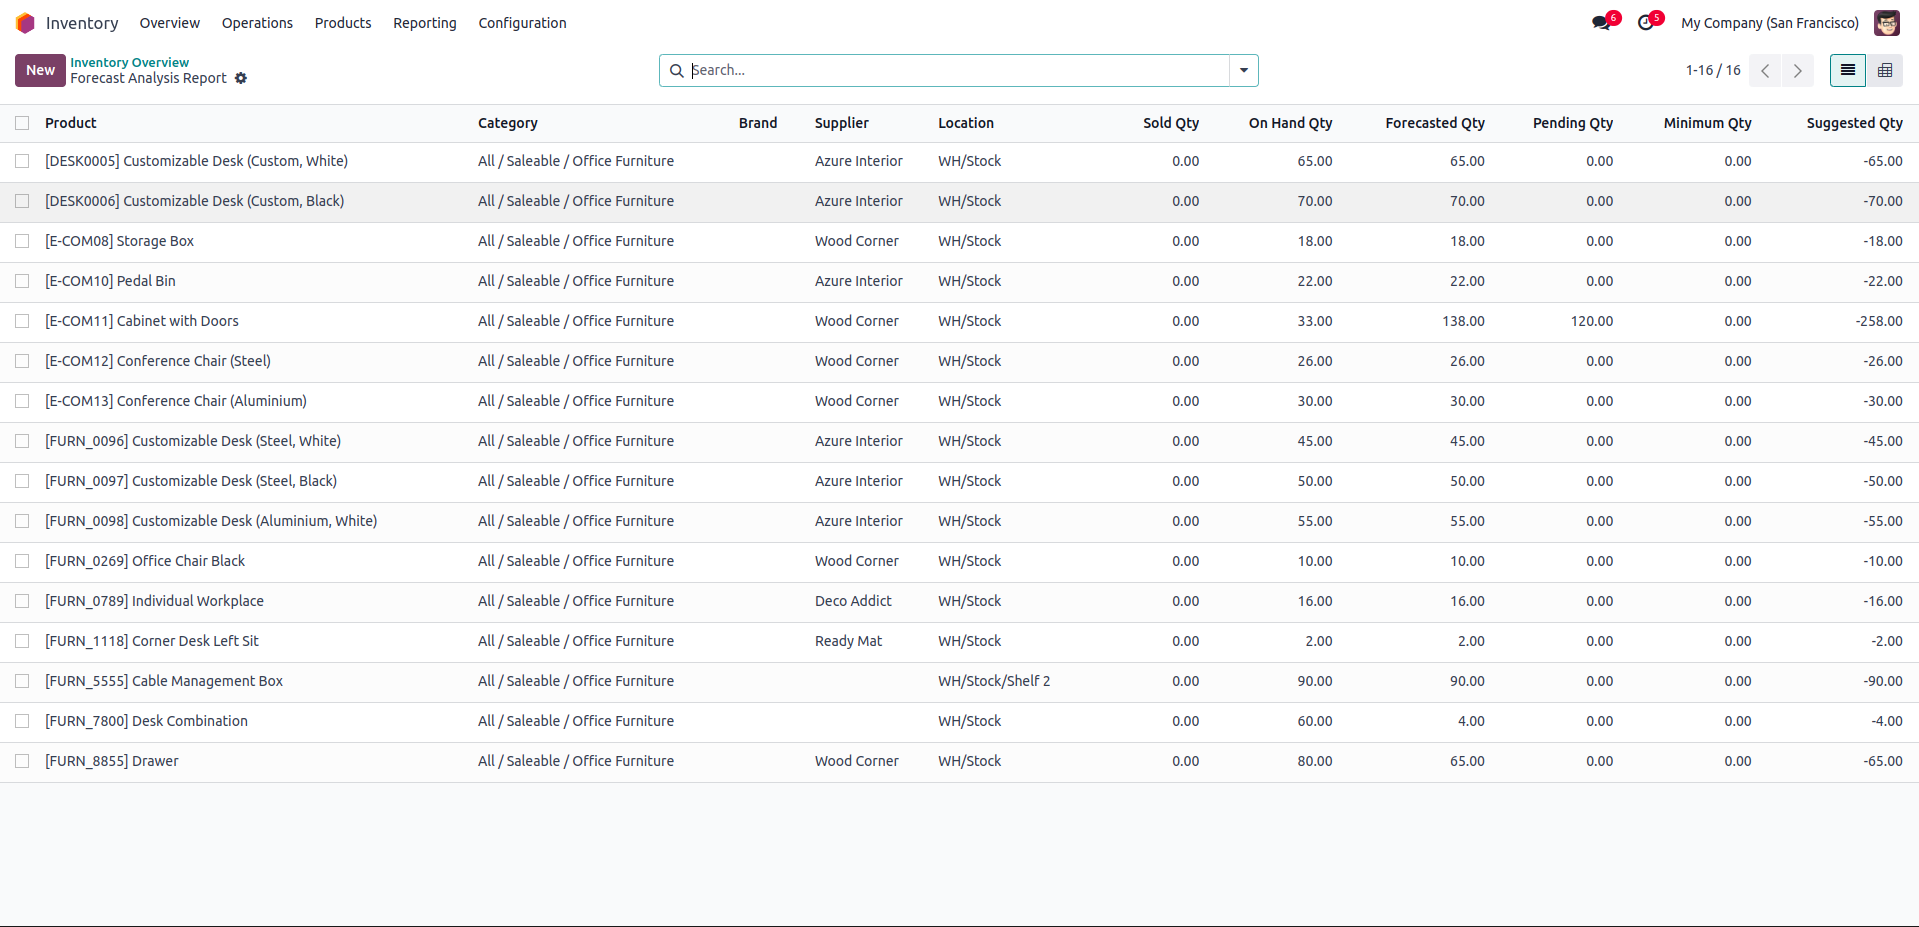 Inventory Overview Operations Products Reporting Configuration 6 5 My Company (San Francisco)
New Inventory Overview
Forecast Analysis Report
Search... 1-16 / 16
Product Category Brand Supplier Location Sold Qty On Hand Qty Forecasted Qty Pending Qty Minimum Qty Suggested Qty
[DESK0005] Customizable Desk (Custom, White) All / Saleable / Office Furniture Azure Interior WH/Stock 0.00 65.00 65.00 0.00 0.00 -65.00
[DESK0006] Customizable Desk (Custom, Black) All / Saleable / Office Furniture Azure Interior WH/Stock 0.00 70.00 70.00 0.00 0.00 -70.00
[E-COM08] Storage Box All / Saleable / Office Furniture Wood Corner WH/Stock 0.00 18.00 18.00 0.00 0.00 -18.00
[E-COM10] Pedal Bin All / Saleable / Office Furniture Azure Interior WH/Stock 0.00 22.00 22.00 0.00 0.00 -22.00
[E-COM11] Cabinet with Doors All / Saleable / Office Furniture Wood Corner WH/Stock 0.00 33.00 138.00 120.00 0.00 -258.00
[E-COM12] Conference Chair (Steel) All / Saleable / Office Furniture Wood Corner WH/Stock 0.00 26.00 26.00 0.00 0.00 -26.00
[E-COM13] Conference Chair (Aluminium) All / Saleable / Office Furniture Wood Corner WH/Stock 0.00 30.00 30.00 0.00 0.00 -30.00
[FURN_0096] Customizable Desk (Steel, White) All / Saleable / Office Furniture Azure Interior WH/Stock 0.00 45.00 45.00 0.00 0.00 -45.00
[FURN_0097] Customizable Desk (Steel, Black) All / Saleable / Office Furniture Azure Interior WH/Stock 0.00 50.00 50.00 0.00 0.00 -50.00
[FURN_0098] Customizable Desk (Aluminium, White) All / Saleable / Office Furniture Azure Interior WH/Stock 0.00 55.00 55.00 0.00 0.00 -55.00
[FURN_0269] Office Chair Black All / Saleable / Office Furniture Wood Corner WH/Stock 0.00 10.00 10.00 0.00 0.00 -10.00
[FURN_0789] Individual Workplace All / Saleable / Office Furniture Deco Addict WH/Stock 0.00 16.00 16.00 0.00 0.00 -16.00
[FURN_1118] Corner Desk Left Sit All / Saleable / Office Furniture Ready Mat WH/Stock 0.00 2.00 2.00 0.00 0.00 -2.00
[FURN_5555] Cable Management Box All / Saleable / Office Furniture WH/Stock/Shelf 2 0.00 90.00 90.00 0.00 0.00 -90.00
[FURN_7800] Desk Combination All / Saleable / Office Furniture WH/Stock 0.00 60.00 4.00 0.00 0.00 -4.00
[FURN_8855] Drawer All / Saleable / Office Furniture Wood Corner WH/Stock 0.00 80.00 65.00 0.00 0.00 -65.00